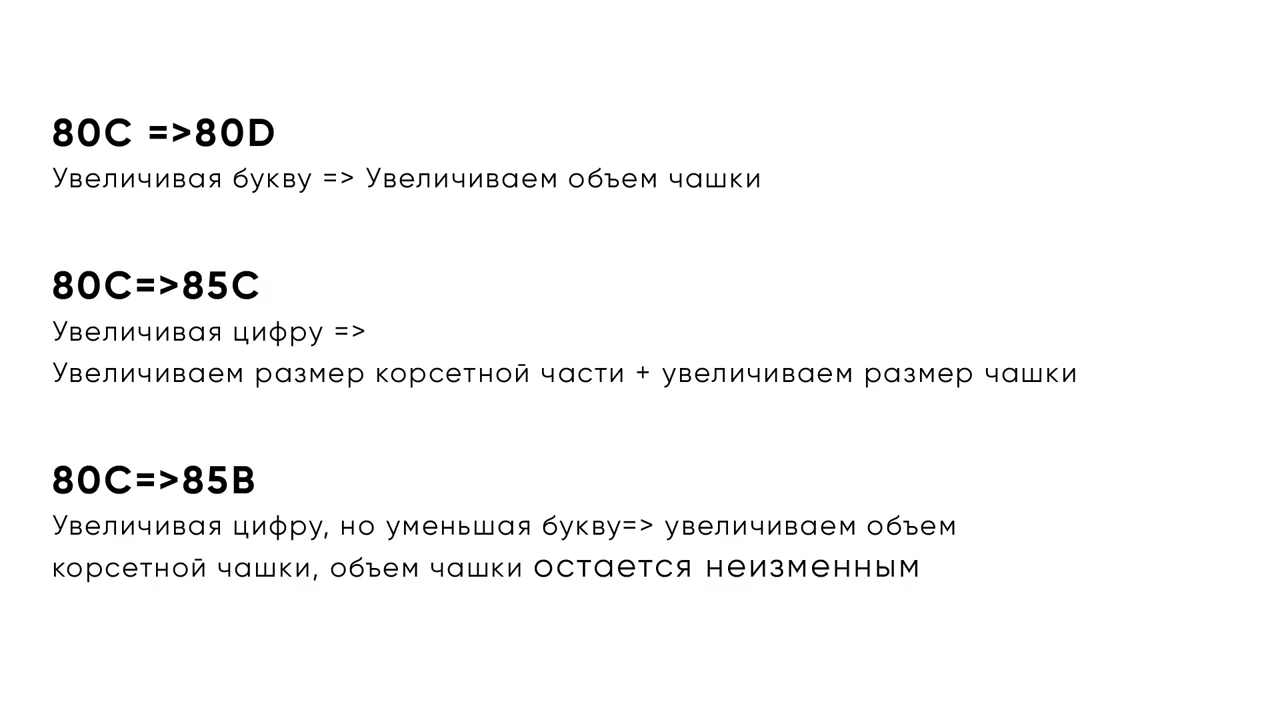 80C =>80D
Увеличивая букву => Увеличиваем объем чашки
80C=>85C
Увеличивая цифру =>
Увеличиваем размер корсетной части + увеличиваем размер чашки
80C=>85B
Увеличивая цифру, но уменьшая букву=> увеличиваем объем
корсетной чашки, объем чашки остается неизменным